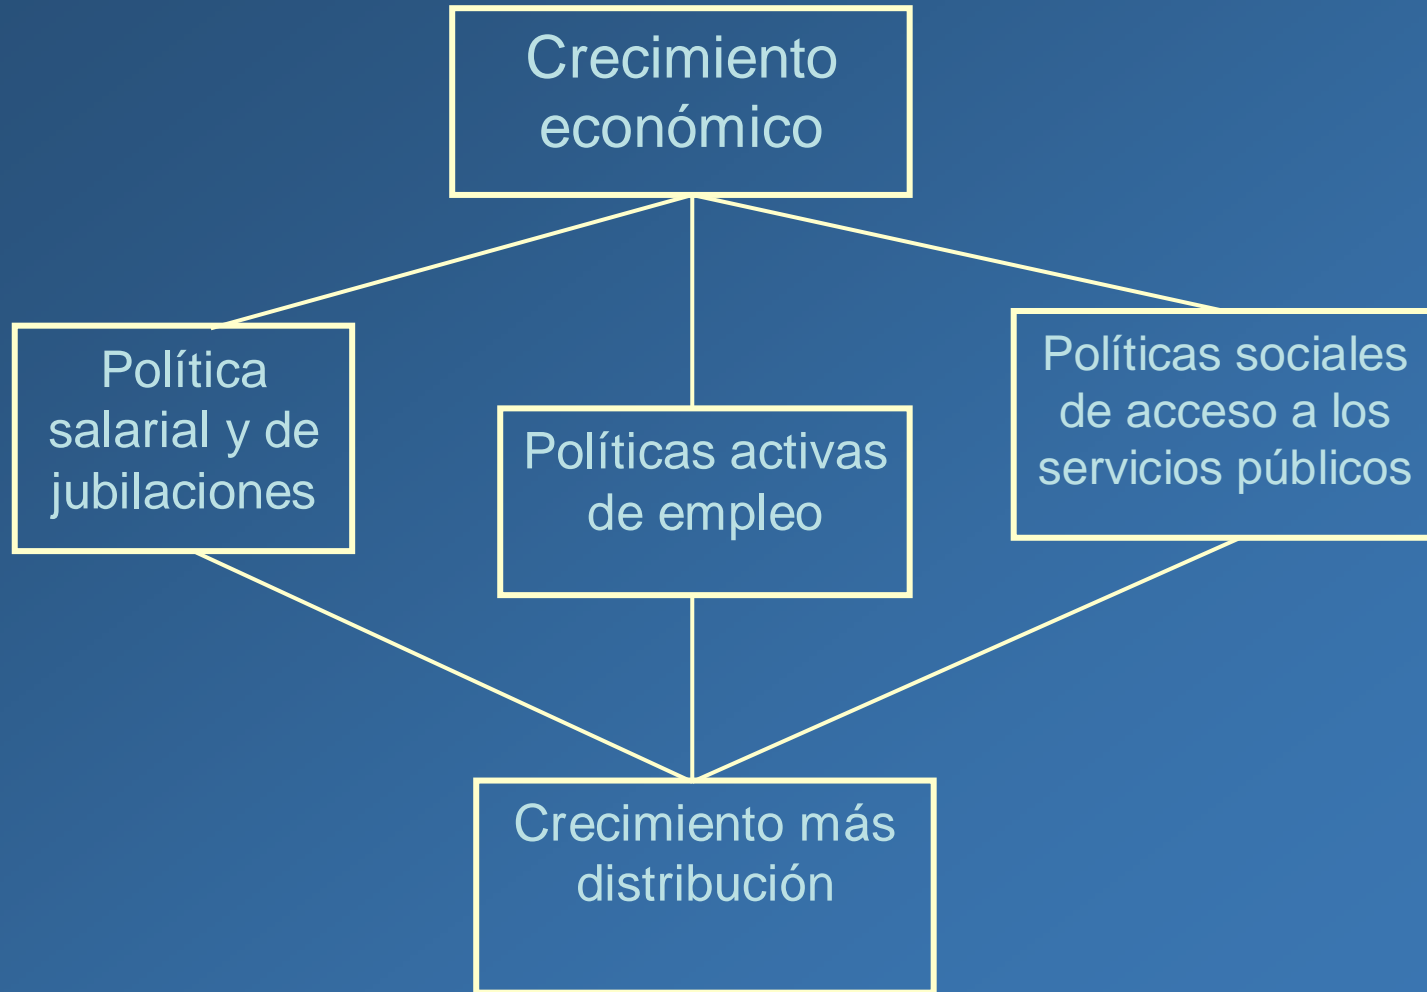 Crecimiento
económico
Política
salarial y de
jubilaciones
Políticas activas
de empleo
Políticas sociales
de acceso a los
servicios públicos
Crecimiento más
distribución